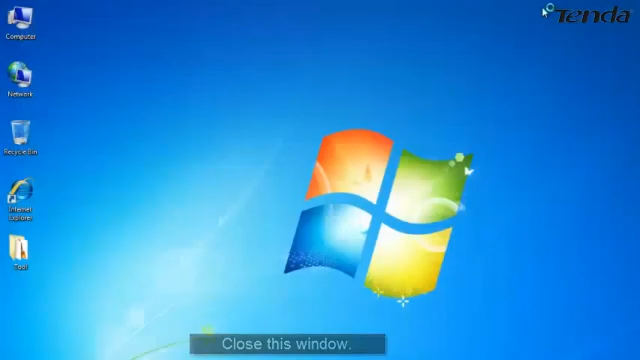 Tenda
Computer
Network
Recycle Bin
Internet
Explorer
Tool
Close this window.